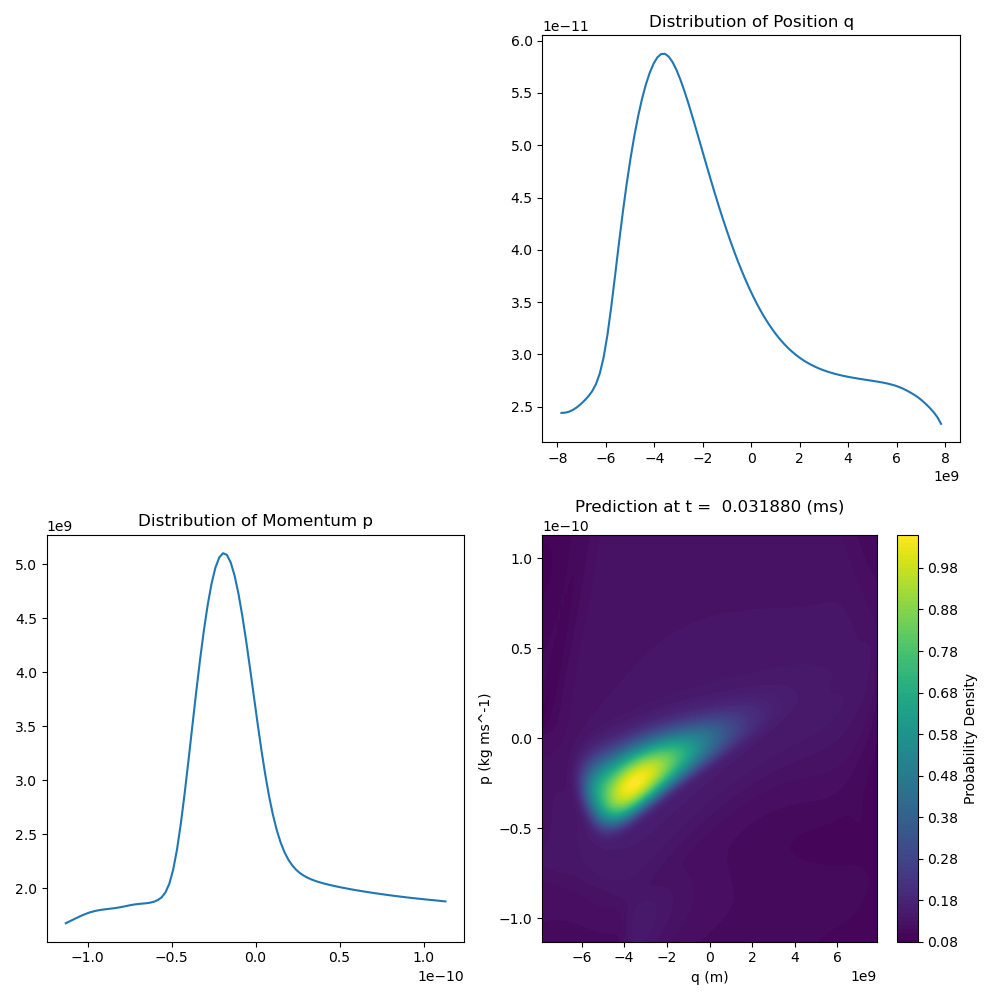 Distribution of Position q
1e−11
6.0
5.5
5.0
4.5
4.0
3.5
3.0
2.5
−8 −6 −4 −2 0 2 4 6 8
1e9
Distribution of Momentum p
1e9
5.0
4.5
4.0
3.5
3.0
2.5
2.0
−1.0 −0.5 0.0 0.5 1.0
1e−10
Prediction at t =  0.031880 (ms)
1e−10
p (kg ms^-1)
1.0
0.5
0.0
−0.5
−1.0
−6 −4 −2 0 2 4 6
1e9
q (m)
0.98
0.88
0.78
0.68
0.58
0.48
0.38
0.28
0.18
0.08
Probability Density